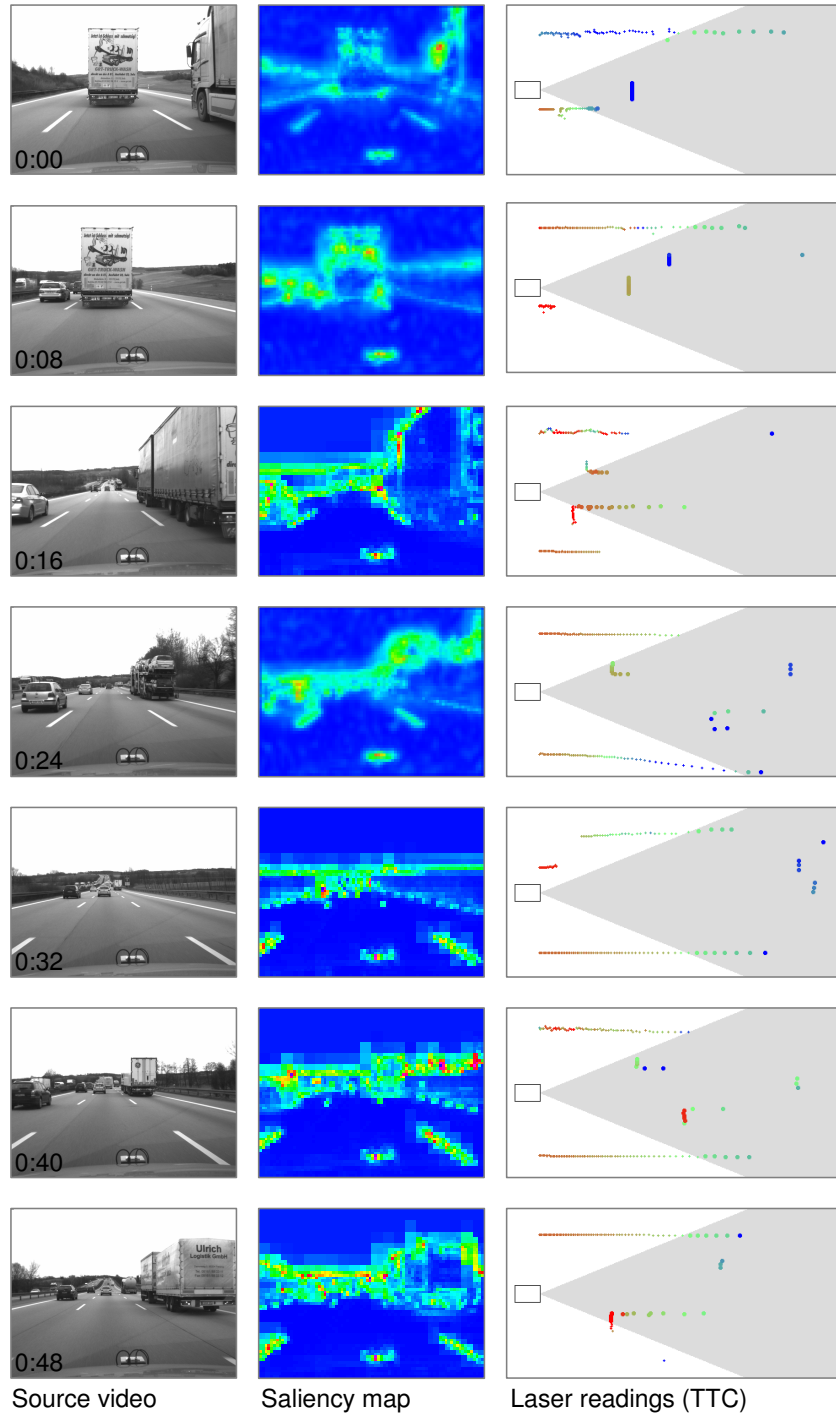 0:00
0:08
0:16
0:24
0:32
0:40
Ulrich
Logistik GmbH
0:48
Source video
Saliency map
Laser readings (TTC)